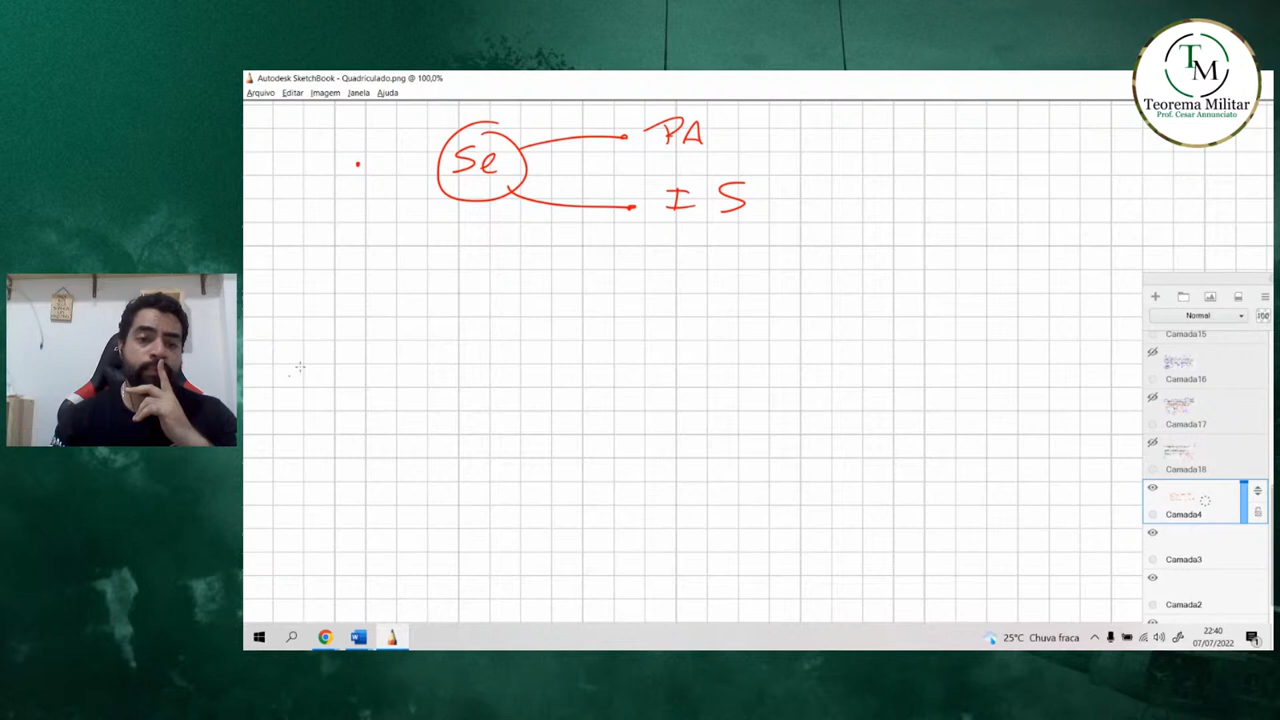 TM
Teorema Militar
Prof. Cesar Annunciato
Autodesk SketchBook - Quadriculado.png @ 100,0%
Arquivo Editar Imagem Janela Ajuda
Se
PA
I S
Normal
100
Camada15
Camada16
Camada17
Camada18
Camada4
Camada3
Camada2
25°C Chuva fraca
22:40
07/07/2022